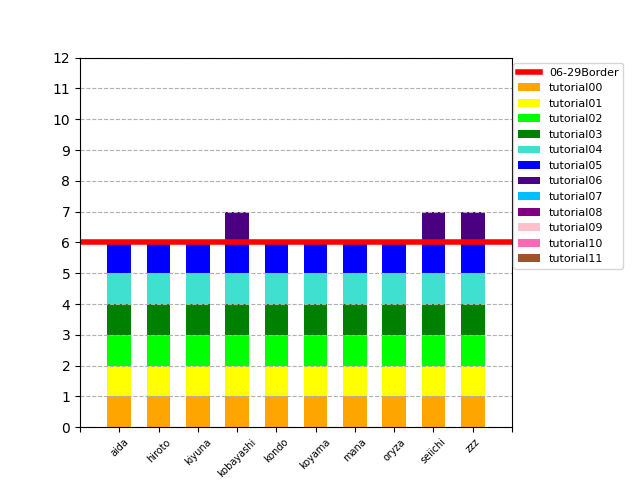 12
11
10
9
8
7
6
5
4
3
2
1
0
aida
hiroto
kiyuna
kobayashi
kondo
koyama
mana
oryza
seiichi
zzz
06-29Border
tutorial00
tutorial01
tutorial02
tutorial03
tutorial04
tutorial05
tutorial06
tutorial07
tutorial08
tutorial09
tutorial10
tutorial11